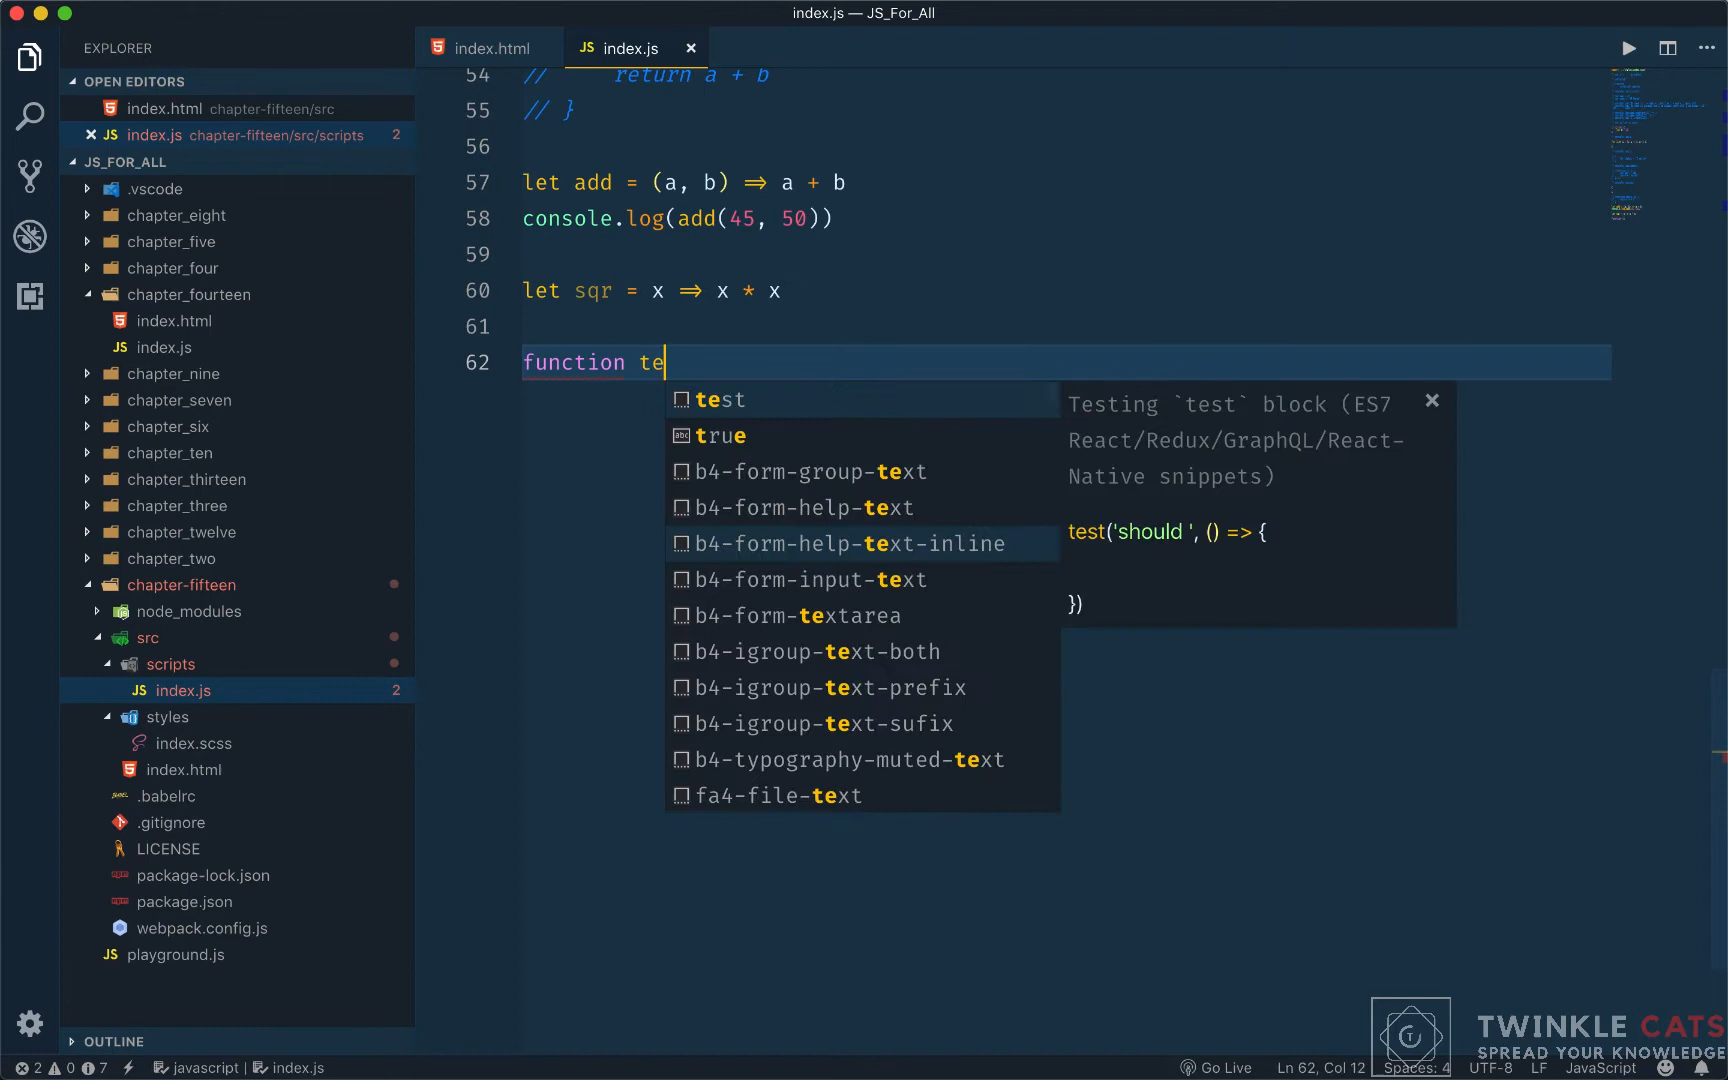 index.js — JS_For_All
EXPLORER
OPEN EDITORS
index.html chapter-fifteen/src
JS index.js chapter-fifteen/src/scripts 2
JS_FOR_ALL
.vscode
chapter_eight
chapter_five
chapter_four
chapter_fourteen
index.html
JS index.js
chapter_nine
chapter_seven
chapter_six
chapter_ten
chapter_thirteen
chapter_three
chapter_twelve
chapter_two
chapter-fifteen
node_modules
src
scripts
JS index.js 2
styles
index.scss
index.html
.babelrc
.gitignore
LICENSE
package-lock.json
package.json
webpack.config.js
JS playground.js
OUTLINE
index.html
JS index.js
54 // return a + b
55 // }
56
57 let add = (a, b) => a + b
58 console.log(add(45, 50))
59
60 let sqr = x => x * x
61
62 function te
test
abc true
b4-form-group-text
b4-form-help-text
b4-form-help-text-inline
b4-form-input-text
b4-form-textarea
b4-igroup-text-both
b4-igroup-text-prefix
b4-igroup-text-sufix
b4-typography-muted-text
fa4-file-text
Testing `test` block (ES7
React/Redux/GraphQL/React-
Native snippets)
test('should ', () => {
})
TWINKLE CATS
SPREAD YOUR KNOWLEDGE
2 0 7 javascript | index.js
Go Live Ln 62, Col 12 Spaces: 4 UTF-8 LF JavaScript